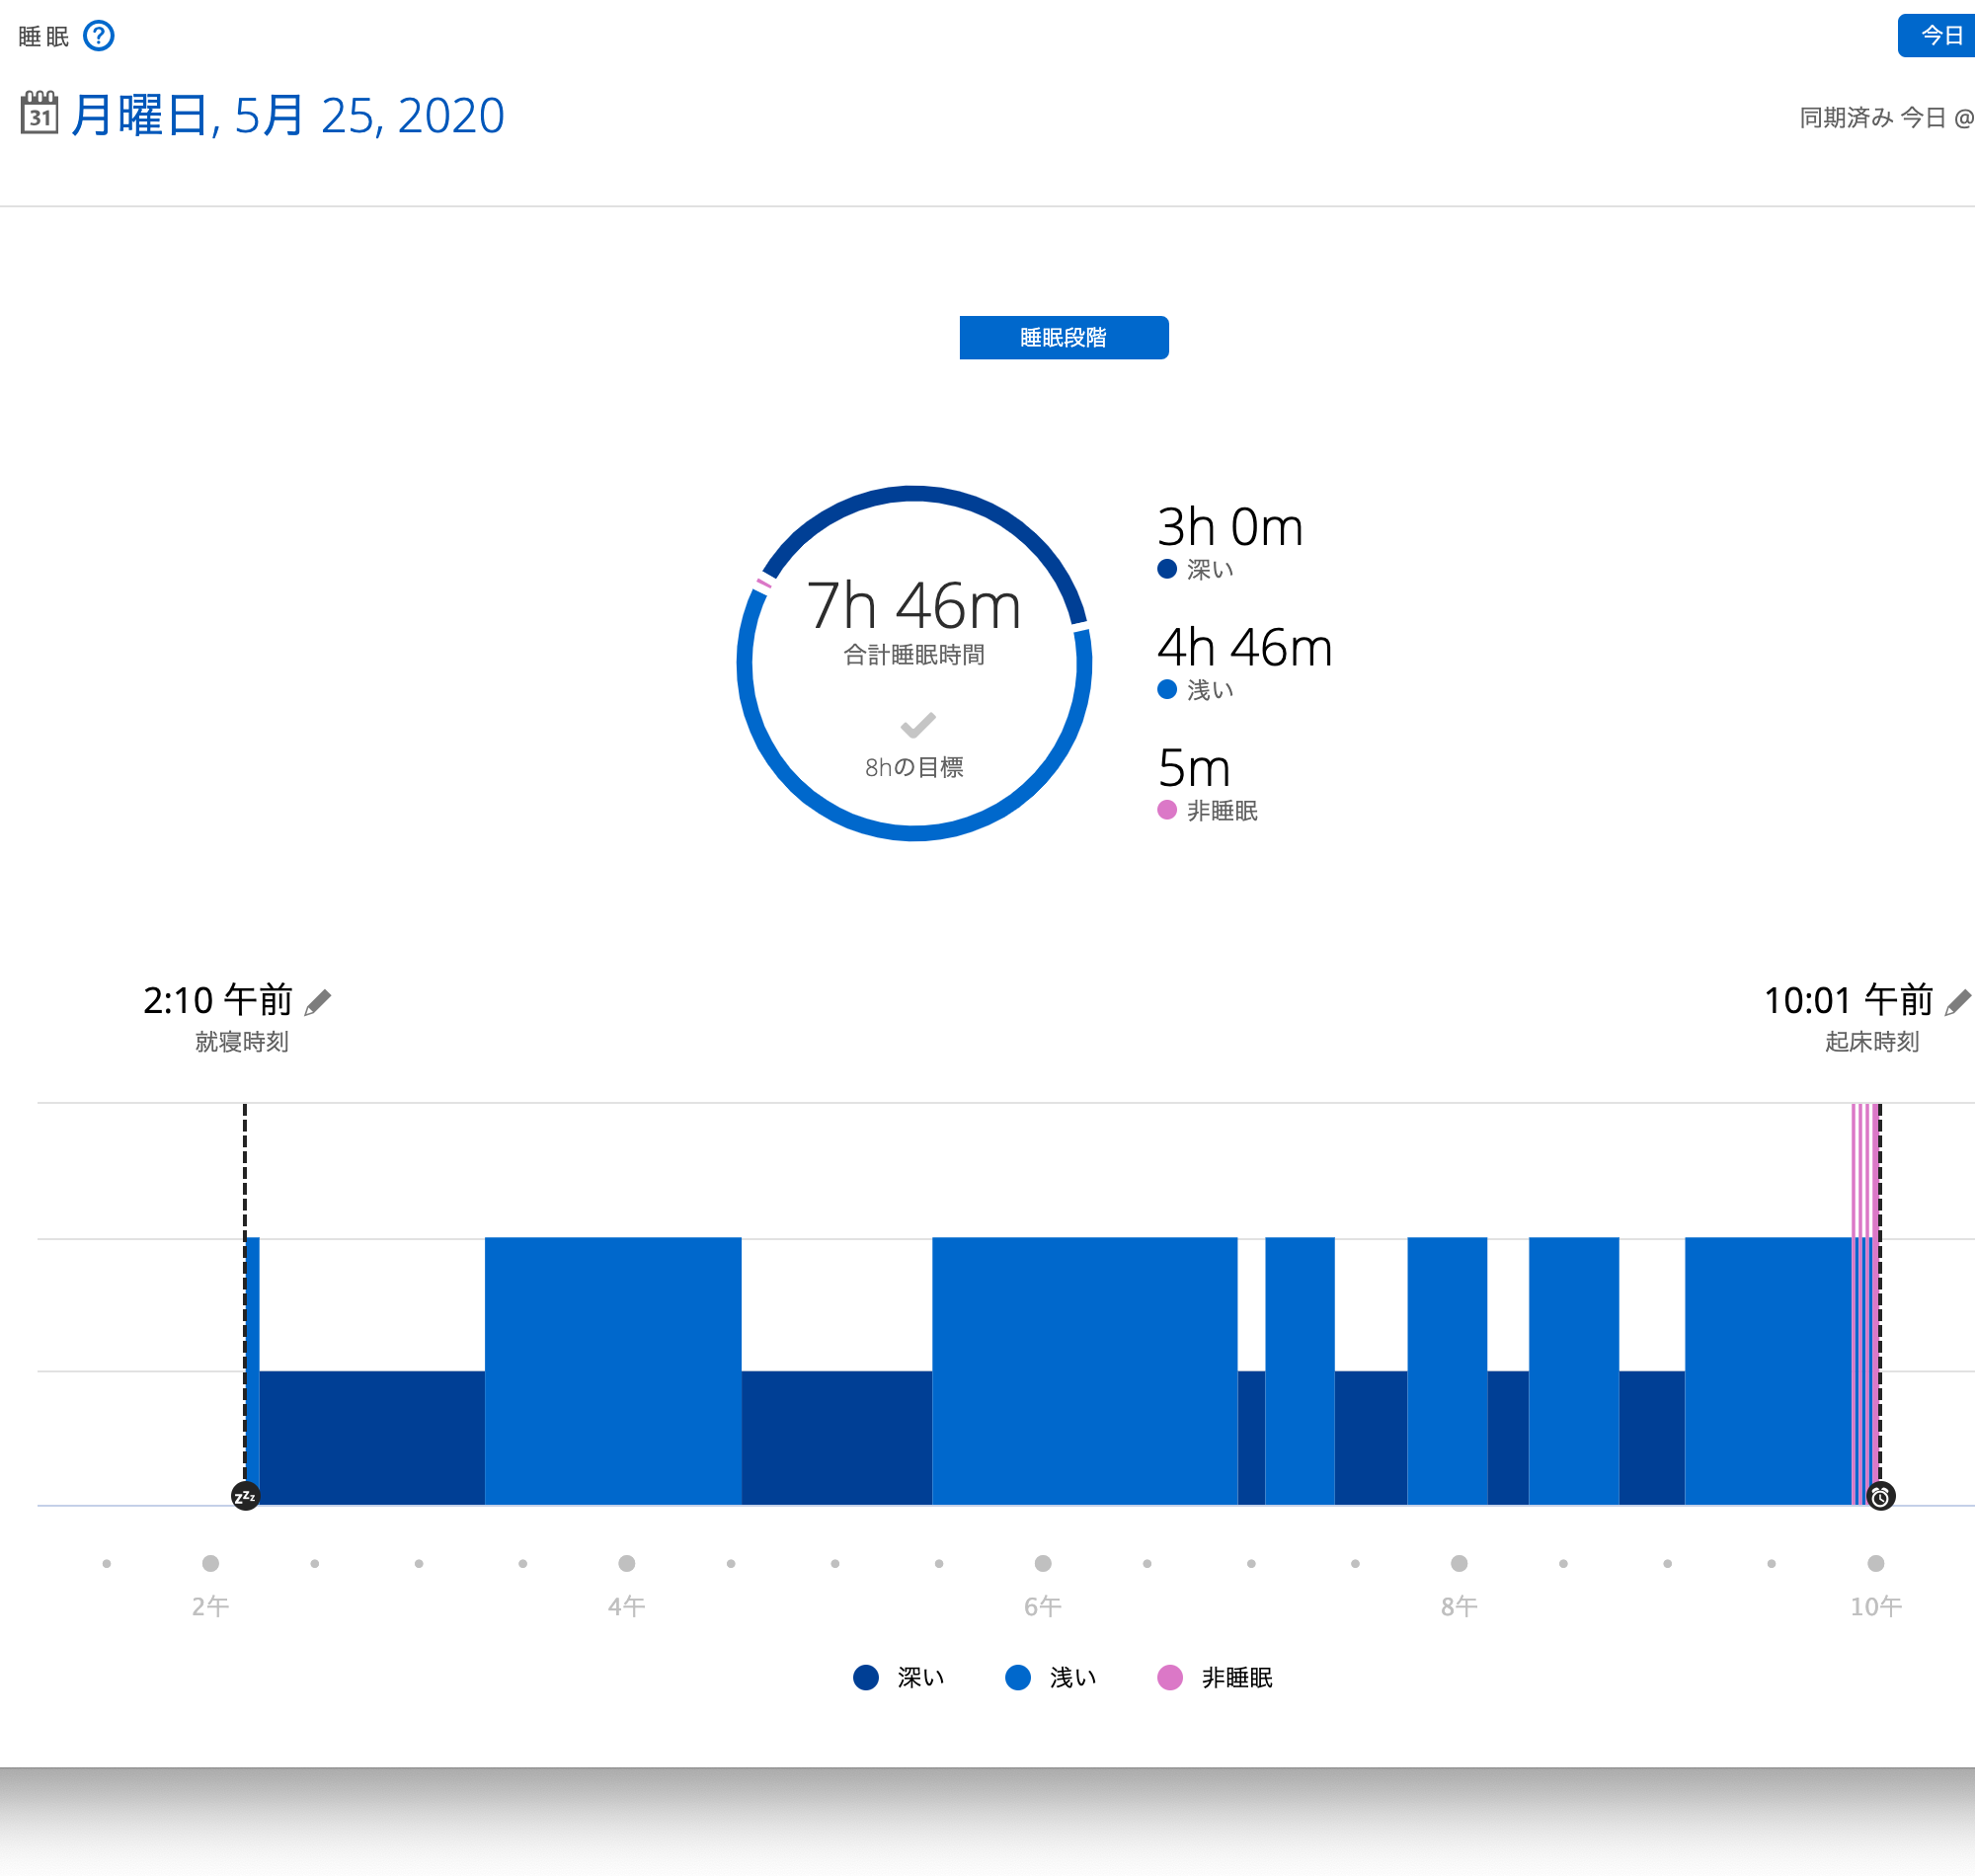 睡眠 ?
今日
31 月曜日, 5月 25, 2020
同期済み 今日 @
睡眠段階
7h 46m
合計睡眠時間
8hの目標
3h 0m
深い
4h 46m
浅い
5m
非睡眠
2:10 午前
就寝時刻
10:01 午前
起床時刻
zzz
2午 4午 6午 8午 10午
深い 浅い 非睡眠